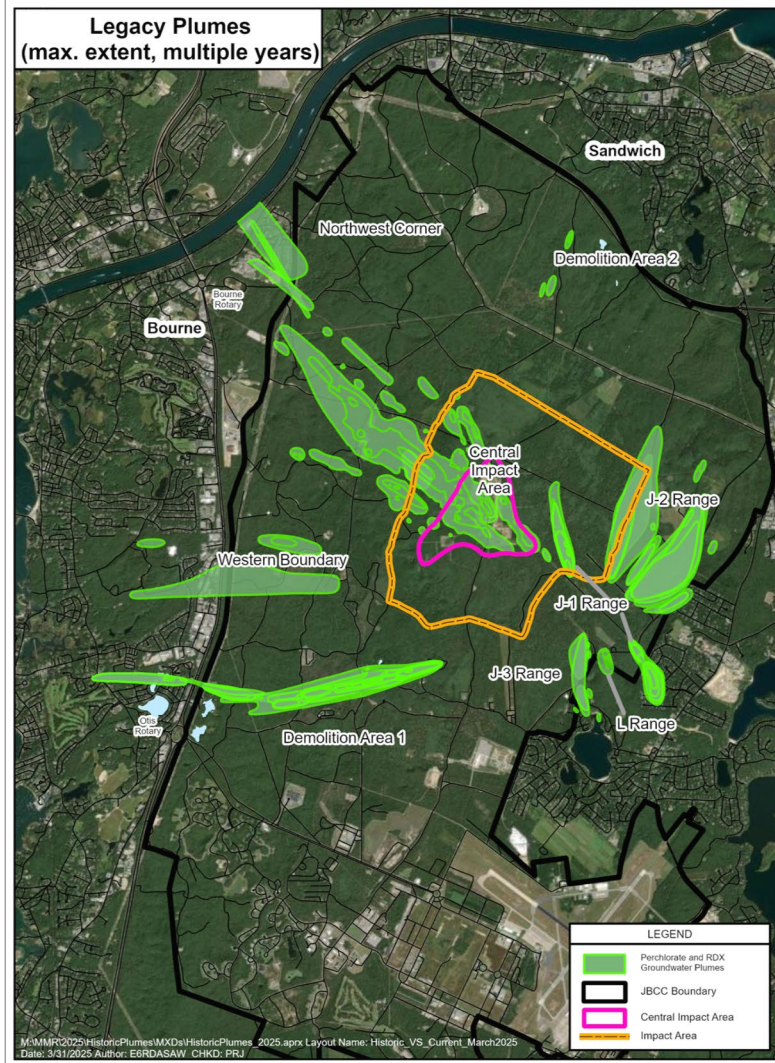 Legacy Plumes
(max. extent, multiple years)
Sandwich
Northwest Corner
Demolition Area 2
Bourne
Rotary
Bourne
Central
Impact
Area
J-2 Range
Western Boundary
J-1 Range
J-3 Range
L Range
Otis
Rotary
Demolition Area 1
LEGEND
Perchlorate and RDX
Groundwater Plumes
JBCC Boundary
Central Impact Area
Impact Area
M:\MMR\2025\HistoricPlumes\MXDs\HistoricPlumes_2025.aprx Layout Name: Historic_VS_Current_March2025
Date: 3/31/2025 Author: E6RDASAW CHKD: PRJ